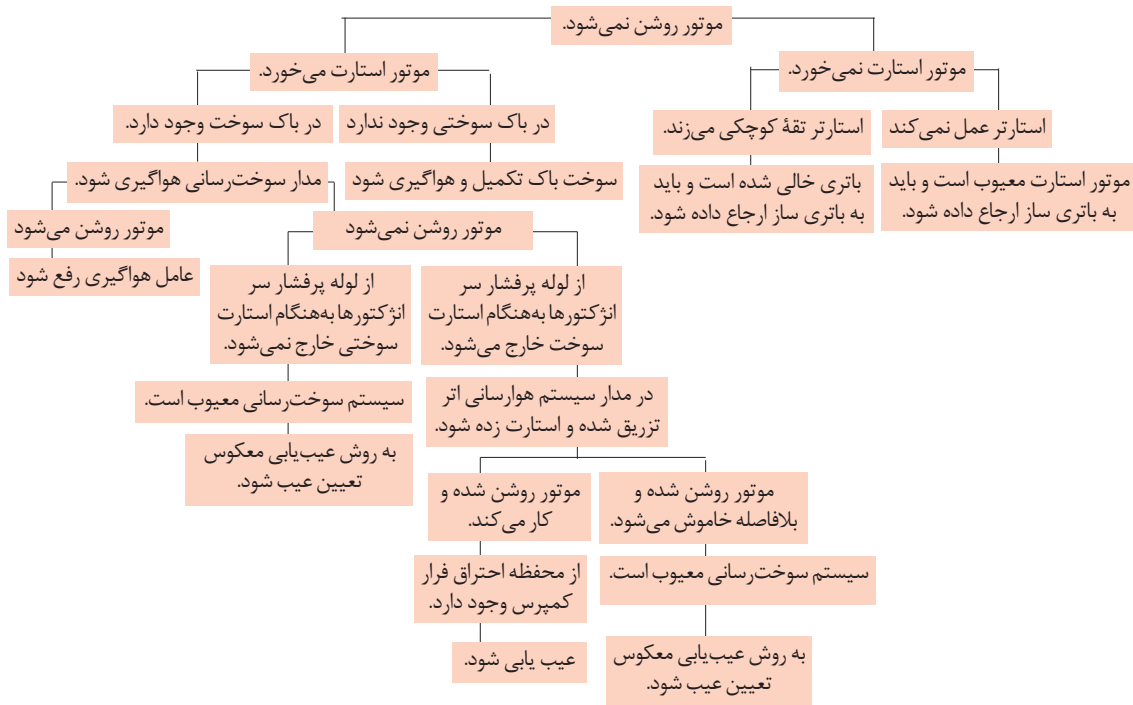 موتور روشن نمی‌شود.
موتور استارت نمی‌خورد.
موتور استارت می‌خورد.
استارتر عمل نمی‌کند
استارتر تقهٔ کوچکی می‌زند.
در باک سوختی وجود ندارد
در باک سوخت وجود دارد.
موتور استارت معیوب است و باید
به باتری ساز ارجاع داده شود.
باتری خالی شده است و باید
به باتری ساز ارجاع داده شود.
سوخت باک تکمیل و هواگیری شود
مدار سوخت‌رسانی هواگیری شود.
موتور روشن نمی‌شود
موتور روشن می‌شود
عامل هواگیری رفع شود
از لوله پرفشار سر
انژکتورها به‌هنگام استارت
سوخت خارج می‌شود.
از لوله پرفشار سر
انژکتورها به‌هنگام استارت
سوختی خارج نمی‌شود.
در مدار سیستم هوارسانی اتر
تزریق شده و استارت زده شود.
سیستم سوخت‌رسانی معیوب است.
به روش عیب‌یابی معکوس
تعیین عیب شود.
موتور روشن شده و
بلافاصله خاموش می‌شود.
موتور روشن شده و
کار می‌کند.
سیستم سوخت‌رسانی معیوب است.
از محفظه احتراق فرار
کمپرس وجود دارد.
به روش عیب‌یابی معکوس
تعیین عیب شود.
عیب یابی شود.